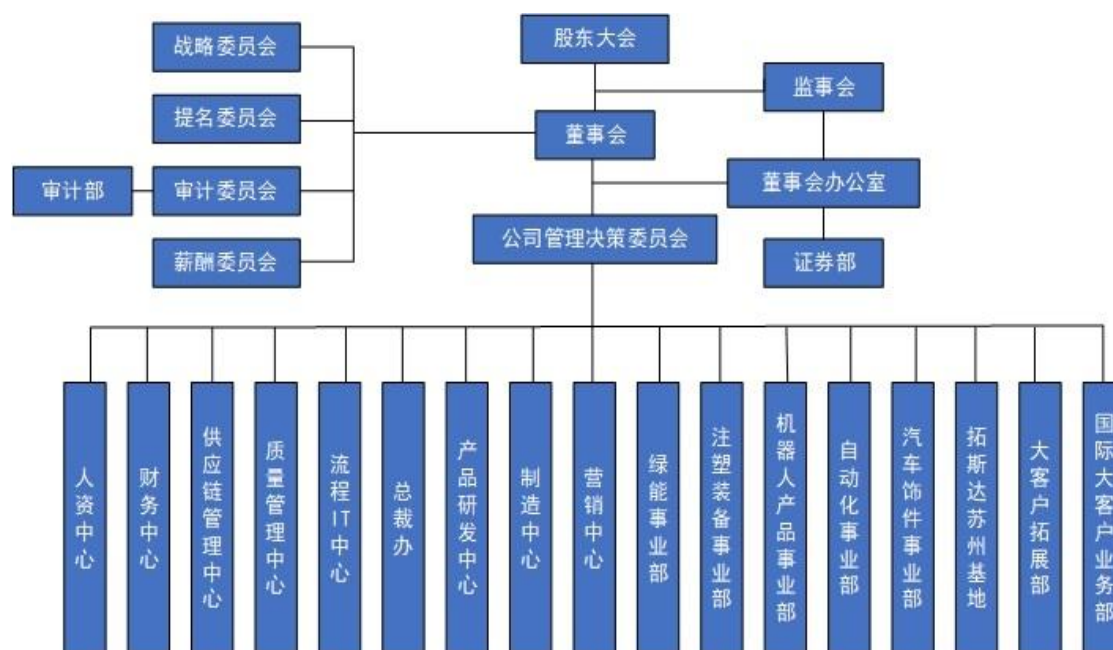 股东大会
战略委员会
监事会
提名委员会
董事会
审计部
审计委员会
董事会办公室
公司管理决策委员会
薪酬委员会
证券部
人资中心
财务中心
供应链管理中心
质量管理中心
流程IT中心
总裁办
产品研发中心
制造中心
营销中心
绿能事业部
注塑装备事业部
机器人产品事业部
自动化事业部
汽车饰件事业部
拓斯达苏州基地
大客户拓展部
国际大客户业务部